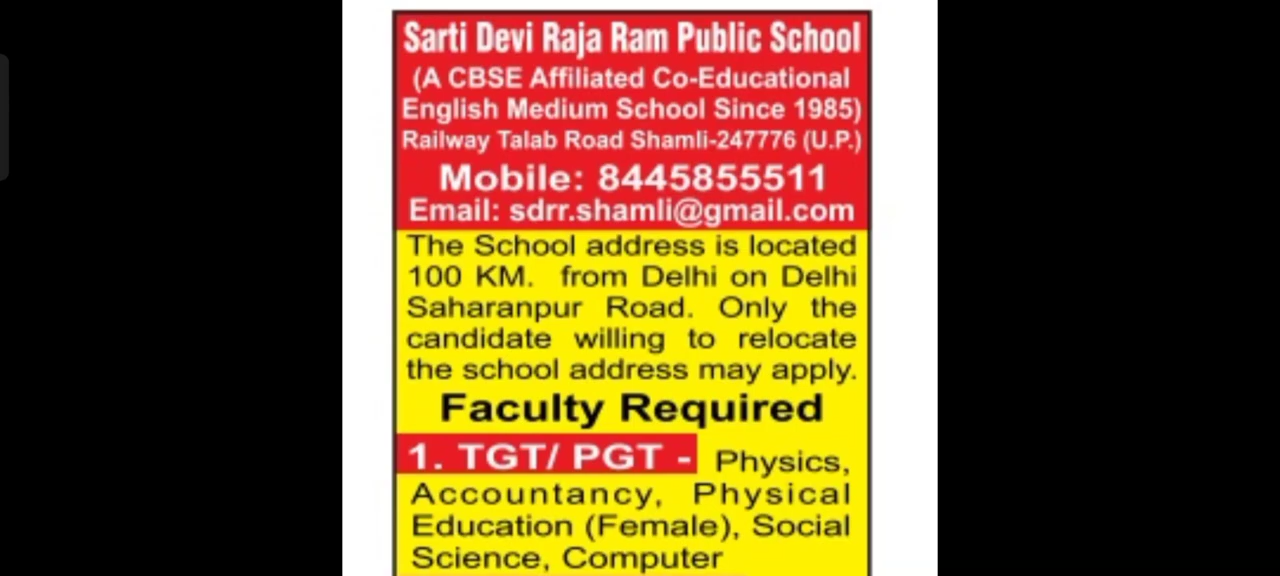 Sarti Devi Raja Ram Public School
(A CBSE Affiliated Co-Educational
English Medium School Since 1985)
Railway Talab Road Shamli-247776 (U.P.)
Mobile: 8445855511
Email: sdrr.shamli@gmail.com
The School address is located
100 KM. from Delhi on Delhi
Saharanpur Road. Only the
candidate willing to relocate
the school address may apply.
Faculty Required
1. TGT/ PGT - Physics,
Accountancy, Physical
Education (Female), Social
Science, Computer